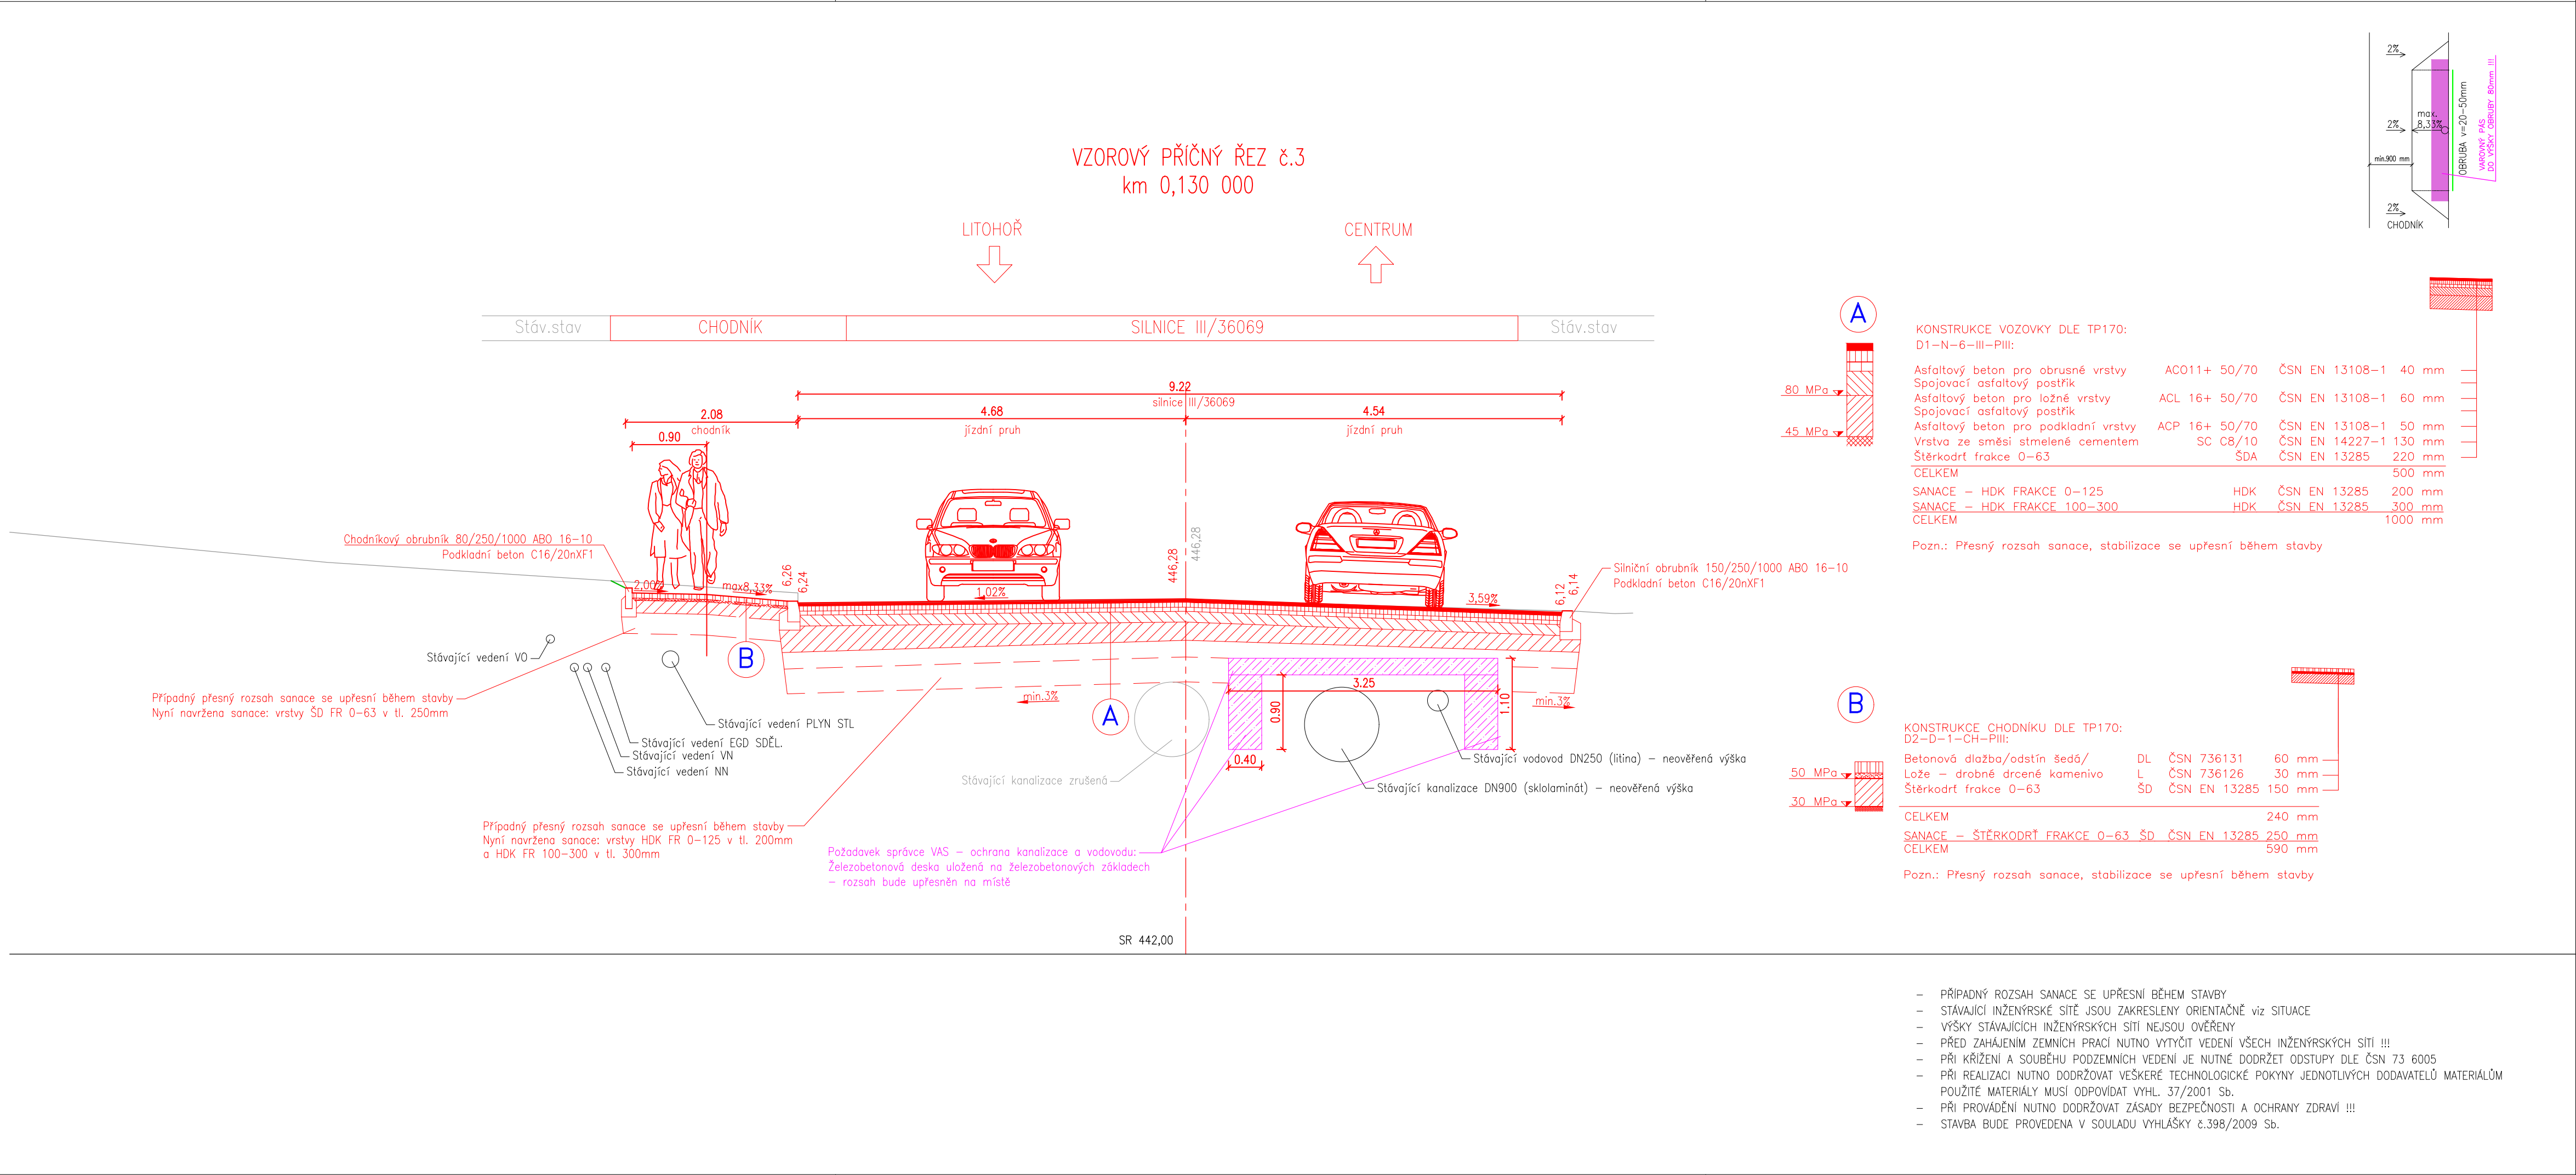 VZOROVÝ PŘÍČNÝ ŘEZ č.3
km 0,130 000
LITOHOŘ
CENTRUM
Stáv.stav
CHODNÍK
SILNICE III/36069
Stáv.stav
9.22
silnice III/36069
2.08
chodník
4.68
jízdní pruh
4.54
jízdní pruh
0.90
Chodníkový obrubník 80/250/1000 ABO 16-10
Podkladní beton C16/20nXF1
2,00%
max8,33%
6,26
6,24
1,02%
446,28
446,28
3,59%
6,12
6,14
Silniční obrubník 150/250/1000 ABO 16-10
Podkladní beton C16/20nXF1
Stávající vedení VO
B
A
min.3%
min.3%
3.25
0.90
1.10
0.40
Případný přesný rozsah sanace se upřesní během stavby
Nyní navržena sanace: vrstvy ŠD FR 0-63 v tl. 250mm
Stávající vedení PLYN STL
Stávající vedení EGD SDĚL.
Stávající vedení VN
Stávající vedení NN
Stávající kanalizace zrušená
Stávající vodovod DN250 (litina) - neověřená výška
Stávající kanalizace DN900 (sklolaminát) - neověřená výška
Případný přesný rozsah sanace se upřesní během stavby
Nyní navržena sanace: vrstvy HDK FR 0-125 v tl. 200mm
a HDK FR 100-300 v tl. 300mm
Požadavek správce VAS - ochrana kanalizace a vodovodu:
Železobetonová deska uložená na železobetonových základech
- rozsah bude upřesněn na místě
SR 442,00
2%
2%
2%
max.
8,33%
min.900 mm
CHODNÍK
OBRUBA v=20-50mm
VAROVNÝ PÁS
DO VÝŠKY OBRUBY 80mm !!!
A
80 MPa
45 MPa
KONSTRUKCE VOZOVKY DLE TP170:
D1-N-6-III-PIII:
Asfaltový beton pro obrusné vrstvy ACO11+ 50/70 ČSN EN 13108-1 40 mm
Spojovací asfaltový postřik
Asfaltový beton pro ložné vrstvy ACL 16+ 50/70 ČSN EN 13108-1 60 mm
Spojovací asfaltový postřik
Asfaltový beton pro podkladní vrstvy ACP 16+ 50/70 ČSN EN 13108-1 50 mm
Vrstva ze směsi stmelené cementem SC C8/10 ČSN EN 14227-1 130 mm
Štěrkodrť frakce 0-63 ŠDA ČSN EN 13285 220 mm
CELKEM 500 mm
SANACE - HDK FRAKCE 0-125 HDK ČSN EN 13285 200 mm
SANACE - HDK FRAKCE 100-300 HDK ČSN EN 13285 300 mm
CELKEM 1000 mm
Pozn.: Přesný rozsah sanace, stabilizace se upřesní během stavby
B
50 MPa
30 MPa
KONSTRUKCE CHODNÍKU DLE TP170:
D2-D-1-CH-PIII:
Betonová dlažba/odstín šedá/ DL ČSN 736131 60 mm
Lože - drobné drcené kamenivo L ČSN 736126 30 mm
Štěrkodrť frakce 0-63 ŠD ČSN EN 13285 150 mm
CELKEM 240 mm
SANACE - ŠTĚRKODRŤ FRAKCE 0-63 ŠD ČSN EN 13285 250 mm
CELKEM 590 mm
Pozn.: Přesný rozsah sanace, stabilizace se upřesní během stavby
- PŘÍPADNÝ ROZSAH SANACE SE UPŘESNÍ BĚHEM STAVBY
- STÁVAJÍCÍ INŽENÝRSKÉ SÍTĚ JSOU ZAKRESLENY ORIENTAČNĚ viz SITUACE
- VÝŠKY STÁVAJÍCÍCH INŽENÝRSKÝCH SÍTÍ NEJSOU OVĚŘENY
- PŘED ZAHÁJENÍM ZEMNÍCH PRACÍ NUTNO VYTYČIT VEDENÍ VŠECH INŽENÝRSKÝCH SÍTÍ !!!
- PŘI KŘÍŽENÍ A SOUBĚHU PODZEMNÍCH VEDENÍ JE NUTNÉ DODRŽET ODSTUPY DLE ČSN 73 6005
- PŘI REALIZACI NUTNO DODRŽOVAT VEŠKERÉ TECHNOLOGICKÉ POKYNY JEDNOTLIVÝCH DODAVATELŮ MATERIÁLŮM
POUŽITÉ MATERIÁLY MUSÍ ODPOVÍDAT VYHL. 37/2001 Sb.
- PŘI PROVÁDĚNÍ NUTNO DODRŽOVAT ZÁSADY BEZPEČNOSTI A OCHRANY ZDRAVÍ !!!
- STAVBA BUDE PROVEDENA V SOULADU VYHLÁŠKY č.398/2009 Sb.